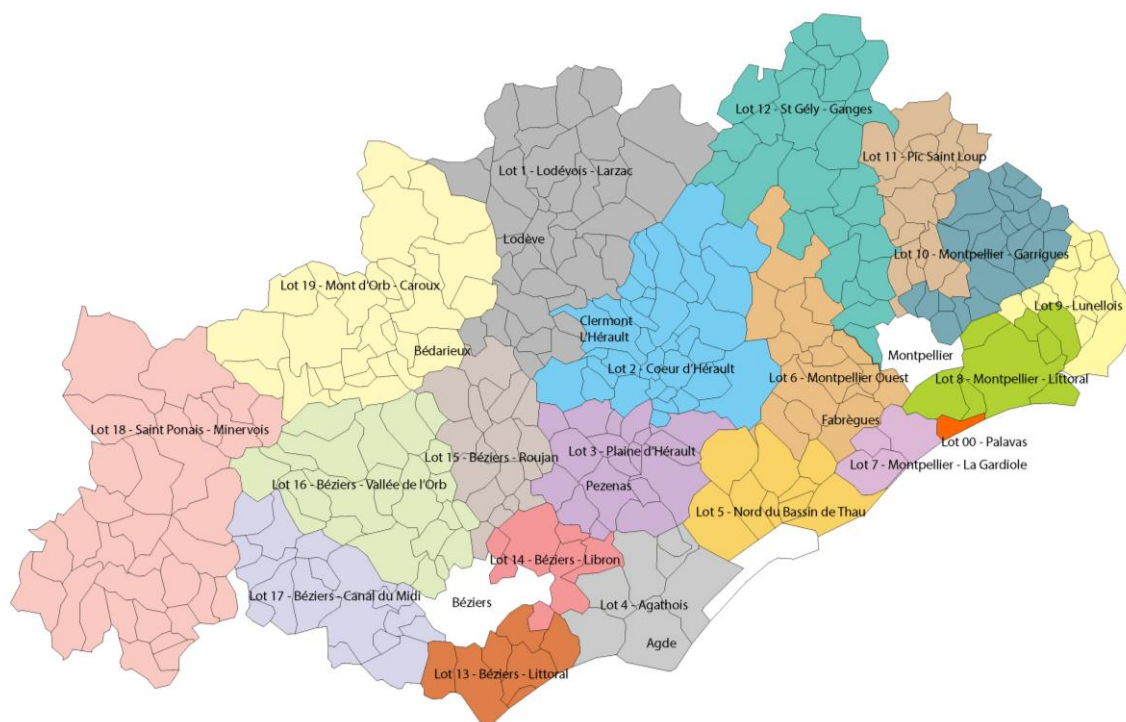 Lot 12 - St Gély - Ganges
Lot 11 - Pic Saint Loup
Lot 1 - Lodévois - Larzac
Lodève
Lot 10 - Montpellier - Garrigues
Lot 19 - Mont d'Orb - Caroux
Lot 9 - Lunellois
Clermont
L'Hérault
Bédarieux
Montpellier
Lot 2 - Coeur d'Hérault
Lot 6 - Montpellier Ouest
Lot 8 - Montpellier - Littoral
Fabrègues
Lot 18 - Saint Ponais - Minervois
Lot 00 - Palavas
Lot 15 - Béziers - Roujan
Lot 3 - Plaine d'Hérault
Lot 7 - Montpellier - La Gardiole
Lot 16 - Béziers - Vallée de l'Orb
Pezenas
Lot 5 - Nord du Bassin de Thau
Lot 14 - Béziers - Libron
Lot 17 - Béziers - Canal du Midi
Béziers
Lot 4 - Agathois
Agde
Lot 13 - Béziers - Littoral